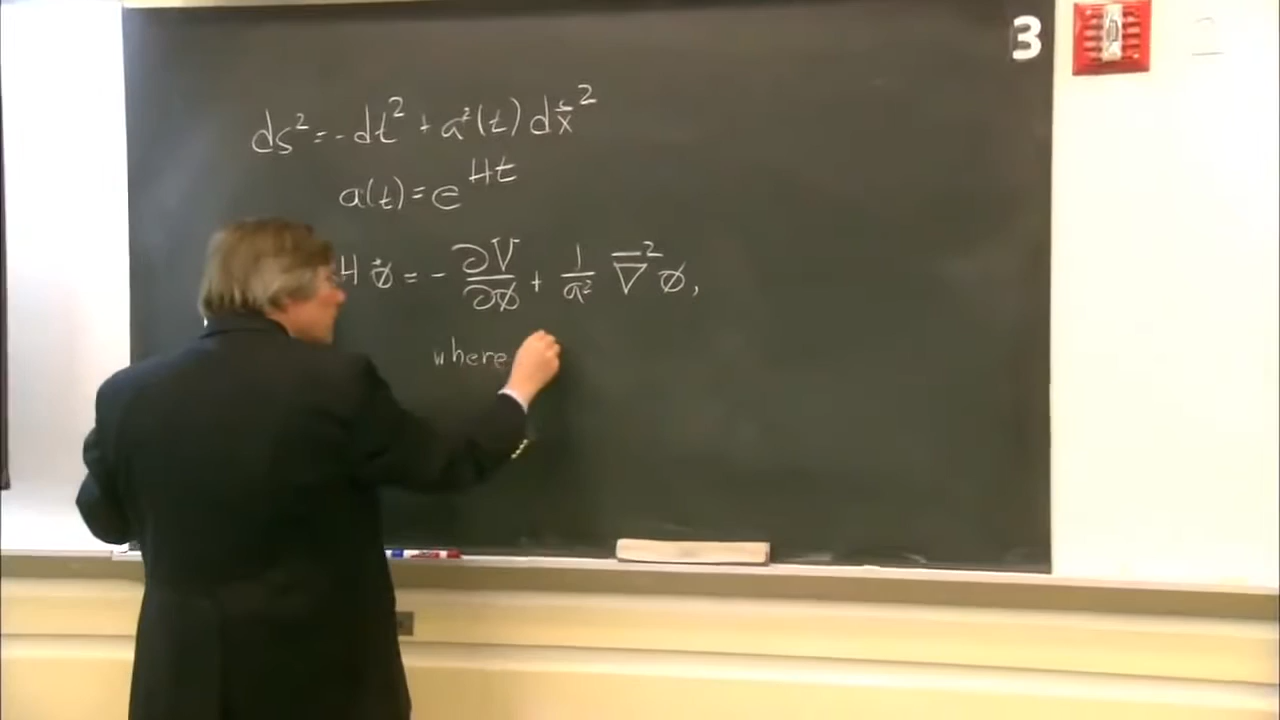 3
ds² = -dt² + a²(t) dx⃗²
a(t) = e^{Ht}
H φ̇ = - ∂V/∂φ + 1/a² ∇² φ,
where